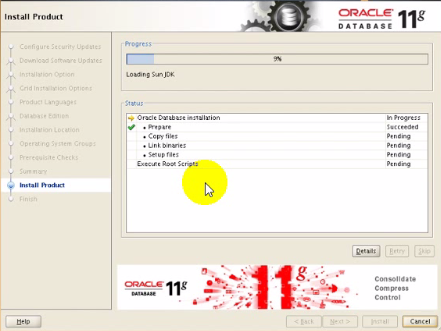 Install Product
ORACLE 11g
DATABASE
Configure Security Updates
Download Software Updates
Installation Option
Grid Installation Options
Product Languages
Database Edition
Installation Location
Operating System Groups
Prerequisite Checks
Summary
Install Product
Finish
Progress
9%
Loading Sun JDK
Status
Oracle Database installation In Progress
Prepare Succeeded
Copy files Pending
Link binaries Pending
Setup files Pending
Execute Root Scripts Pending
Details Retry Skip
ORACLE 11g
DATABASE
11g
Consolidate
Compress
Control
Help < Back Next > Install Cancel